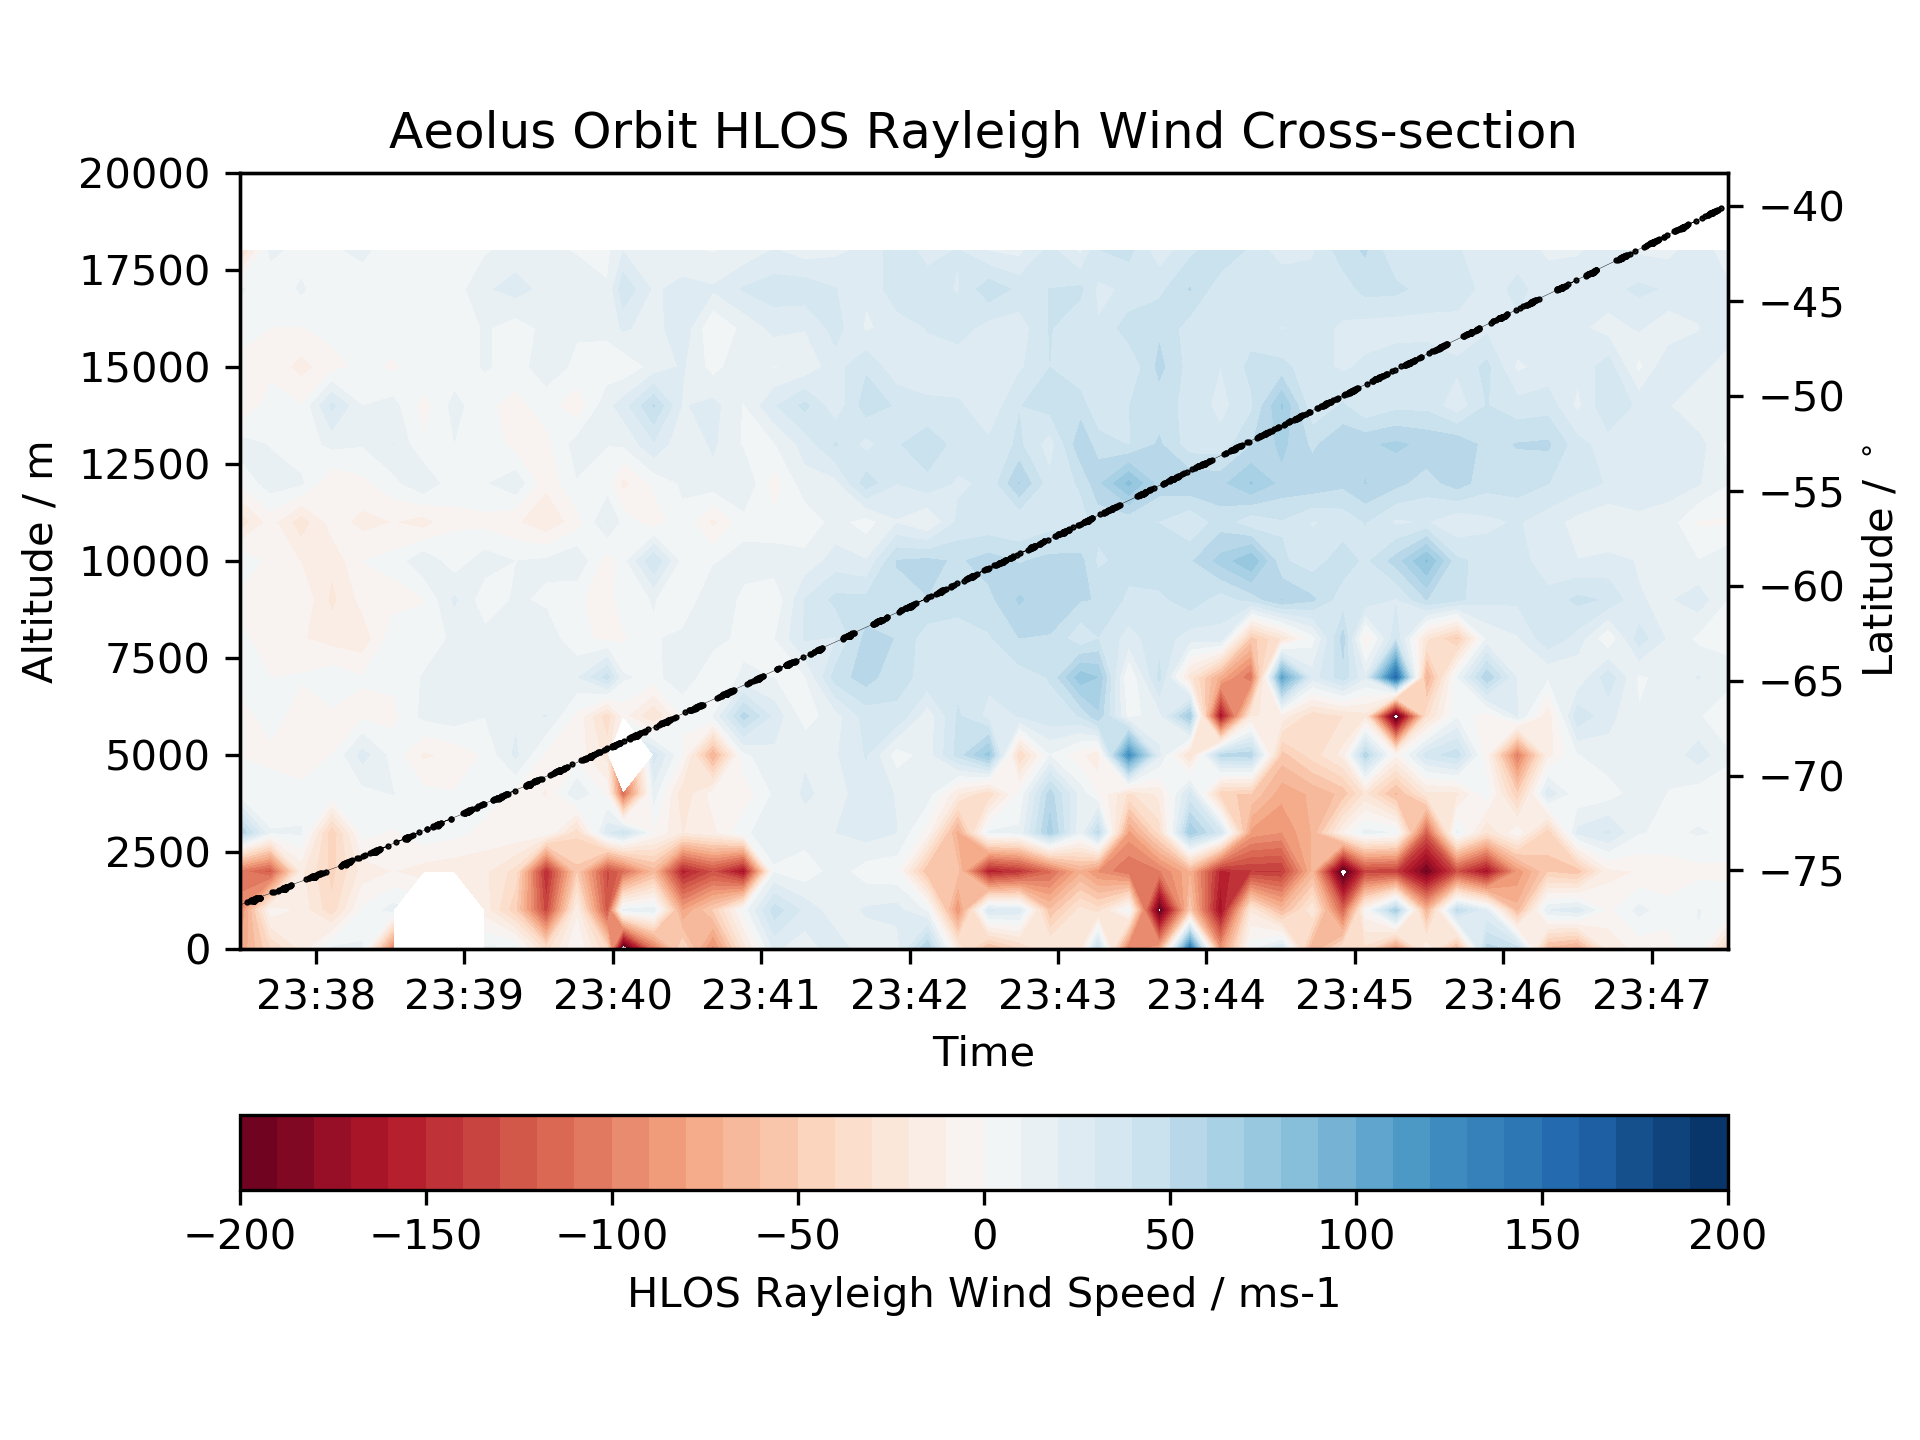 Aeolus Orbit HLOS Rayleigh Wind Cross-section
20000
17500
15000
12500
10000
7500
5000
2500
0
Altitude / m
−40
−45
−50
−55
−60
−65
−70
−75
Latitude / °
23:38 23:39 23:40 23:41 23:42 23:43 23:44 23:45 23:46 23:47
Time
−200 −150 −100 −50 0 50 100 150 200
HLOS Rayleigh Wind Speed / ms-1